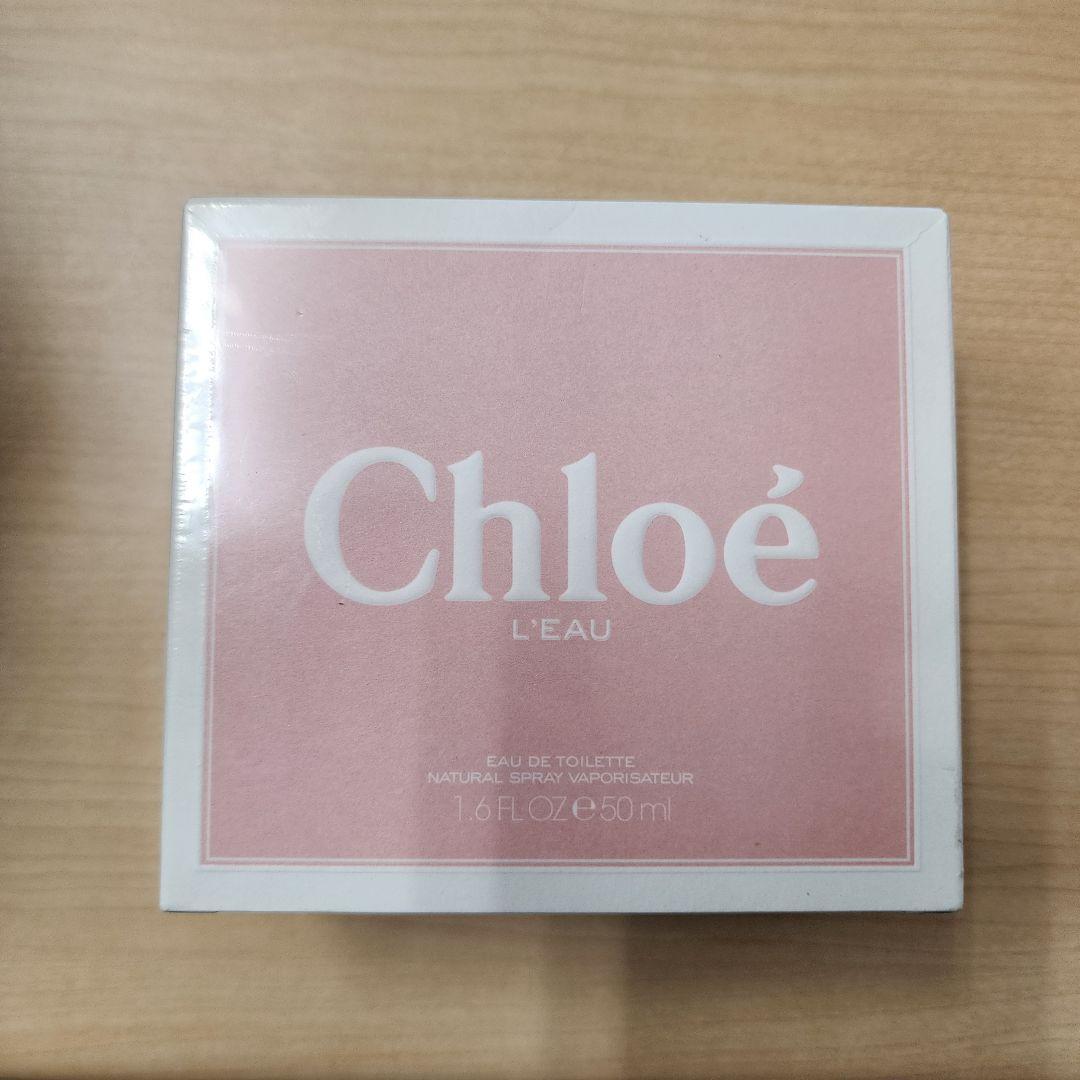 Chloé
L'EAU
EAU DE TOILETTE
NATURAL SPRAY VAPORISATEUR
1.6 FL OZ ℮ 50 ml